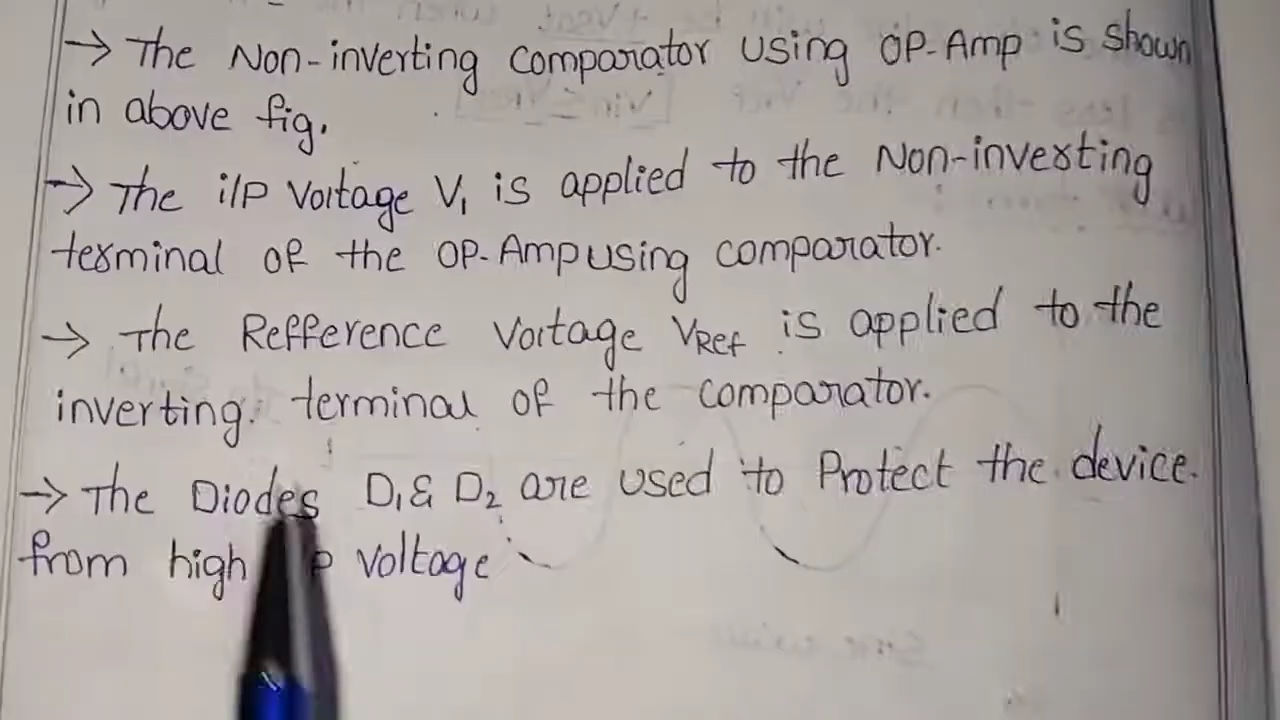 → The Non-inverting comparator using OP-Amp is shown
in above fig.
→ The i/P Voltage V1 is applied to the Non-inverting
terminal of the OP-Amp using comparator.
→ The Refference Voltage VRef is applied to the
inverting. terminal of the comparator.
→ The Diodes D1 & D2 are used to Protect the device.
from high voltage